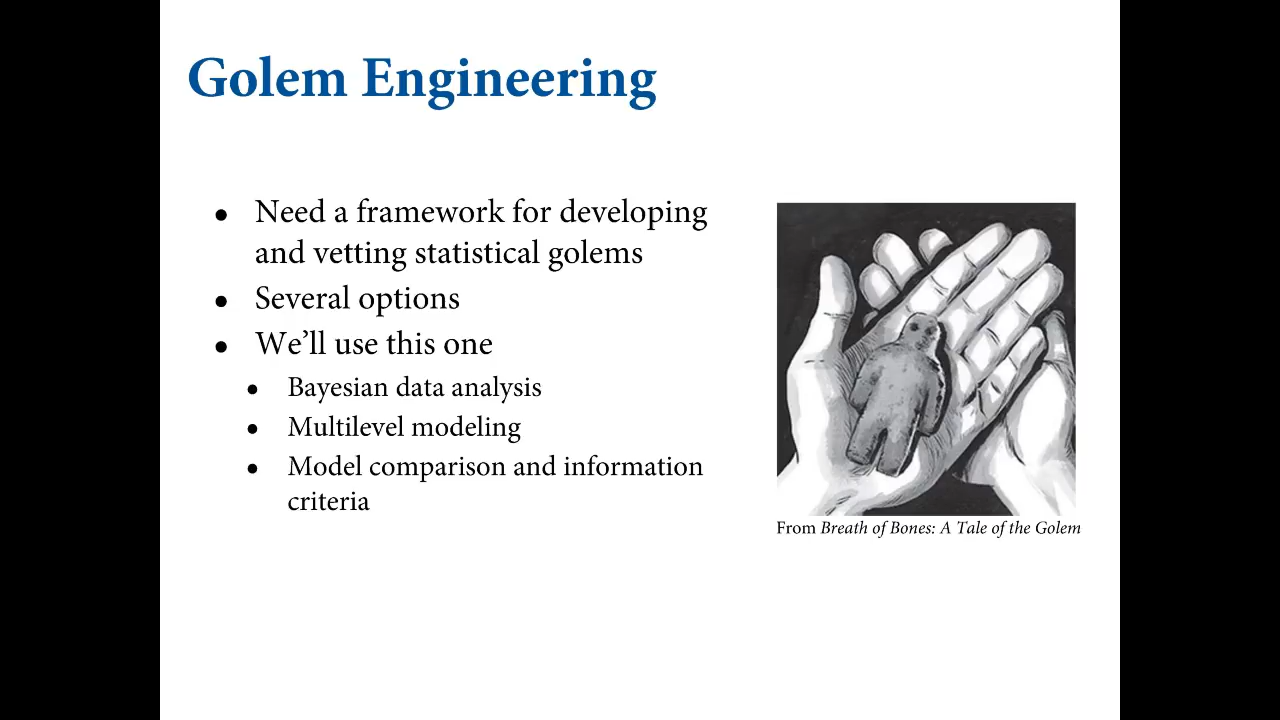 Golem Engineering
• Need a framework for developing
and vetting statistical golems
• Several options
• We’ll use this one
• Bayesian data analysis
• Multilevel modeling
• Model comparison and information
criteria
From Breath of Bones: A Tale of the Golem